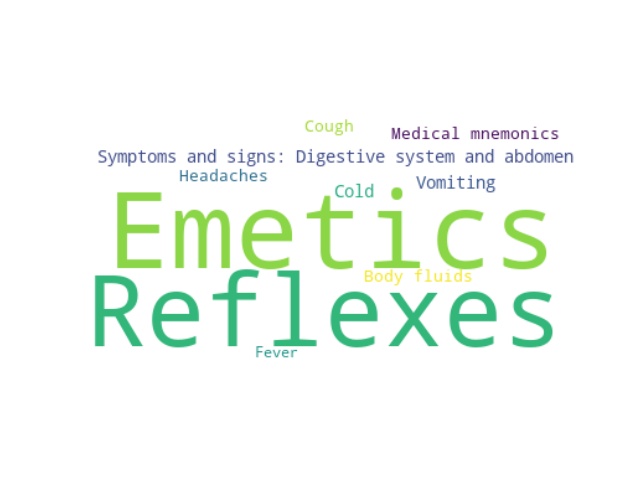 Cough
Medical mnemonics
Symptoms and signs: Digestive system and abdomen
Headaches
Vomiting
Cold
Emetics
Body fluids
Reflexes
Fever